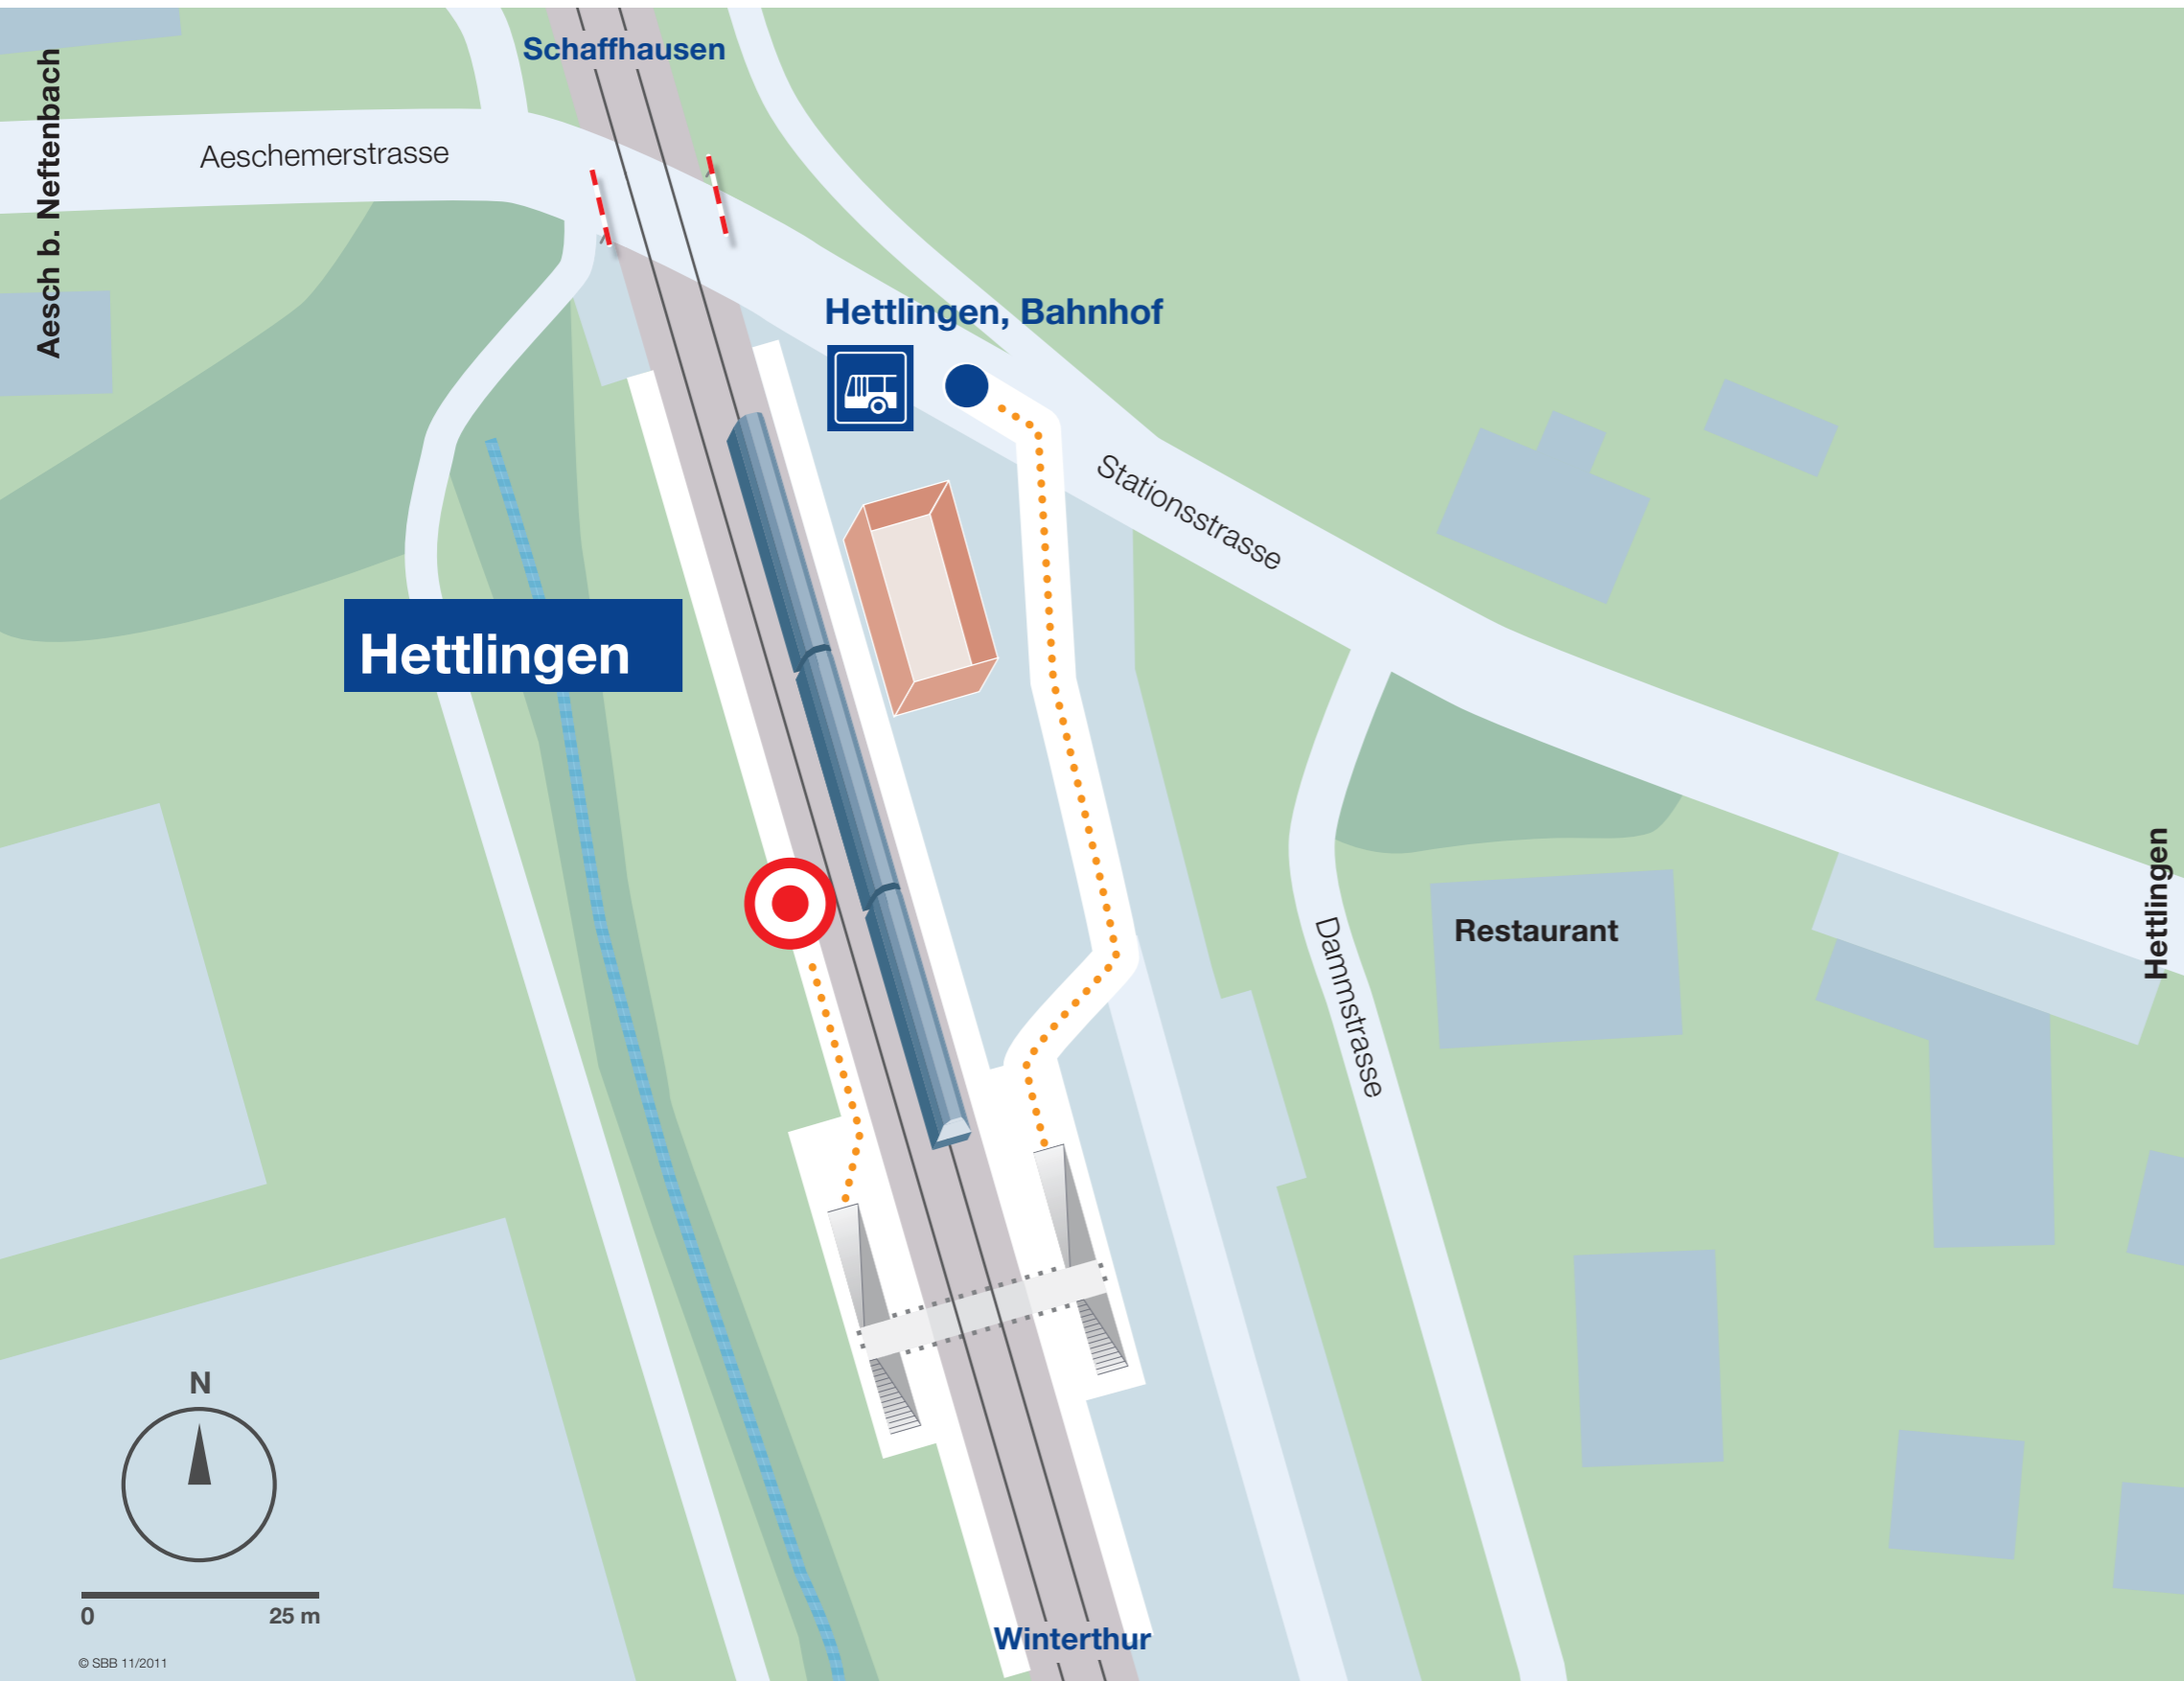 Schaffhausen
Aesch b. Neftenbach
Aeschemerstrasse
Hettlingen, Bahnhof
Stationsstrasse
Hettlingen
Hettlingen
Restaurant
Dammstrasse
N
0 25 m
Winterthur
© SBB 11/2011